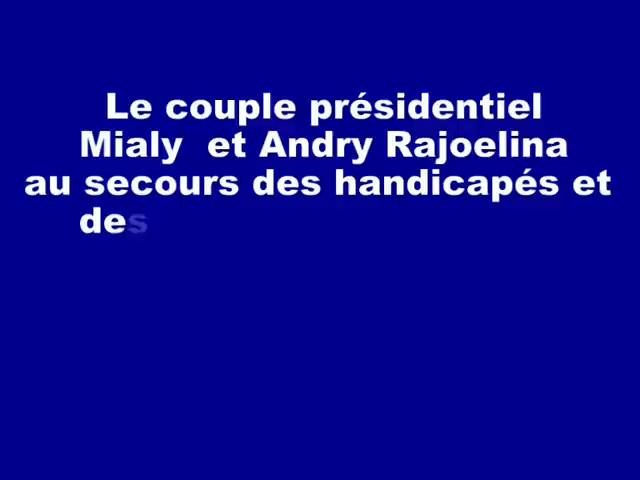 Le couple présidentiel
Mialy et Andry Rajoelina
au secours des handicapés et
des